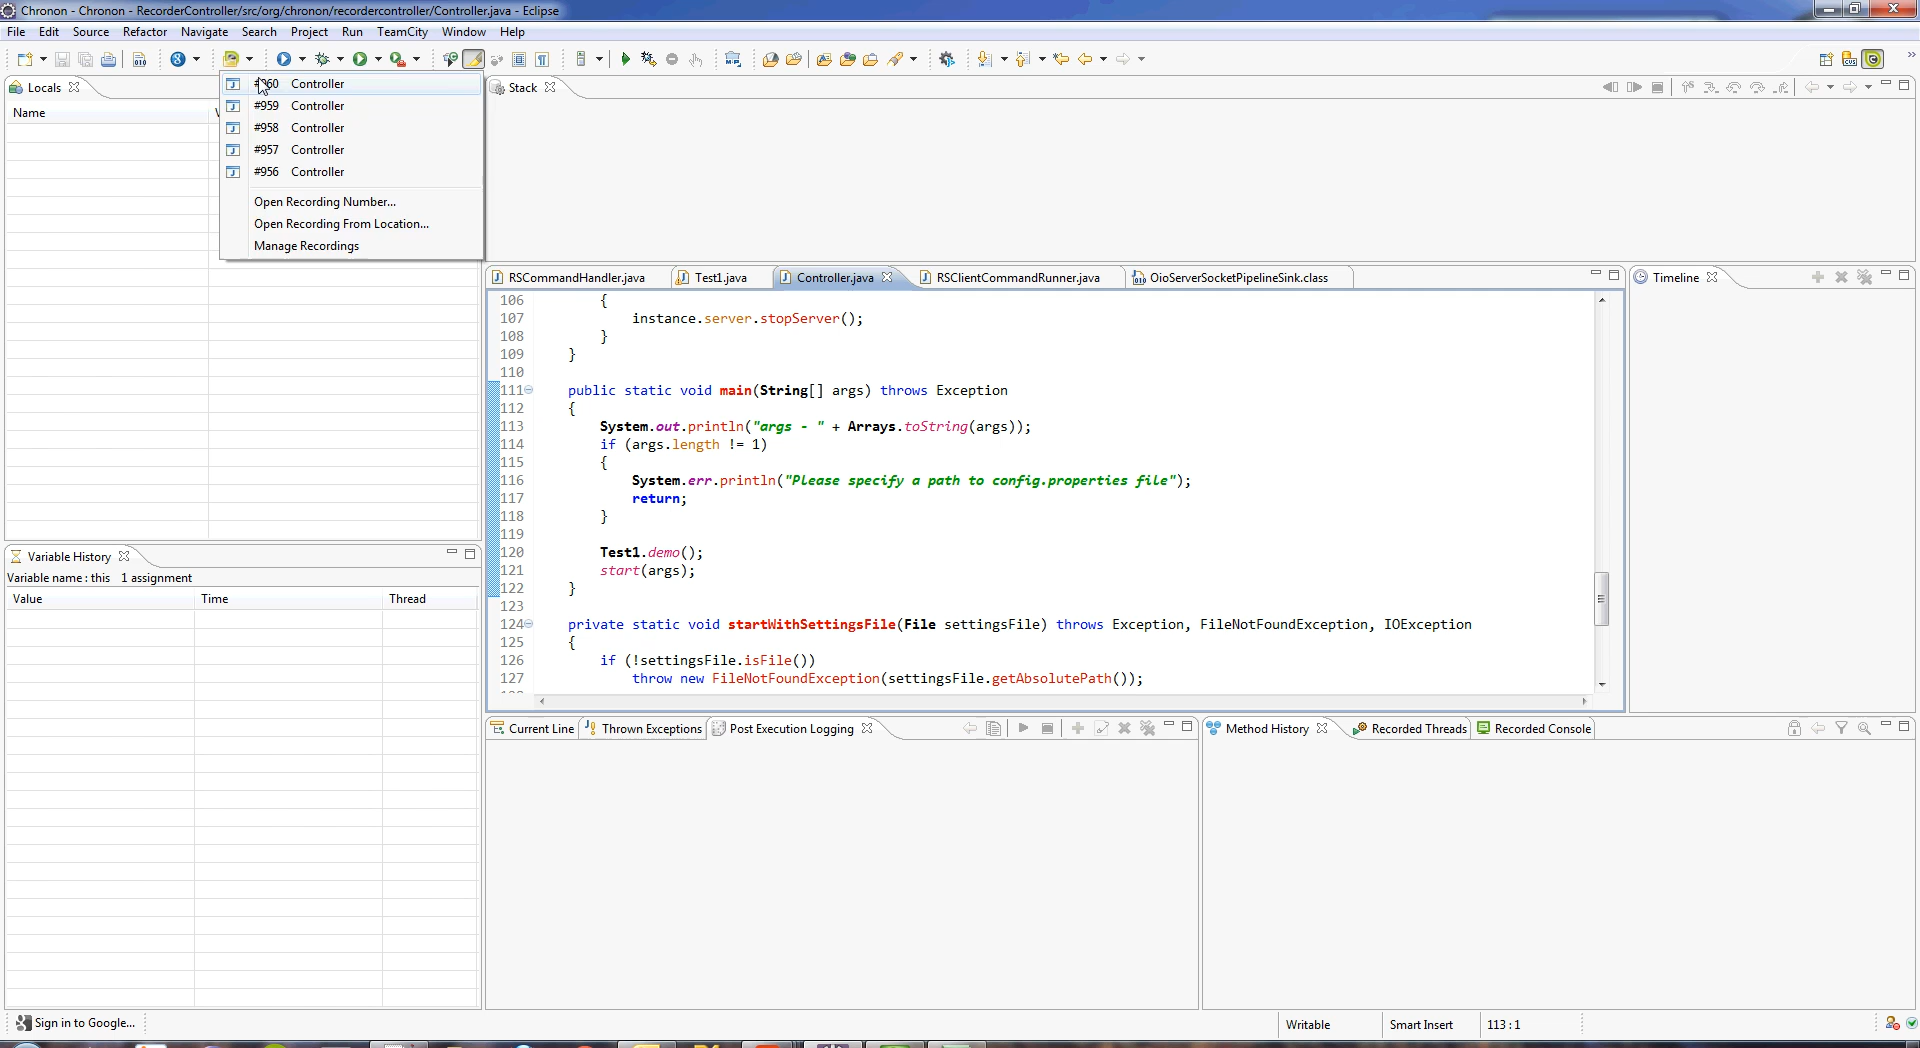 Chronon - Chronon - RecorderController/src/org/chronon/recordercontroller/Controller.java - Eclipse
File Edit Source Refactor Navigate Search Project Run TeamCity Window Help
Locals
Name
#959 Controller
#958 Controller
#957 Controller
#956 Controller
Controller
Open Recording Number...
Open Recording From Location...
Manage Recordings
Stack
RSCommandHandler.java Test1.java Controller.java RSClientCommandRunner.java OioServerSocketPipelineSink.class
106 {
107 instance.server.stopServer();
108 }
109 }
110
111 public static void main(String[] args) throws Exception
112 {
113 System.out.println("args - " + Arrays.toString(args));
114 if (args.length != 1)
115 {
116 System.err.println("Please specify a path to config.properties file");
117 return;
118 }
119
120 Test1.demo();
121 start(args);
122 }
123
124 private static void startWithSettingsFile(File settingsFile) throws Exception, FileNotFoundException, IOException
125 {
126 if (!settingsFile.isFile())
127 throw new FileNotFoundException(settingsFile.getAbsolutePath());
Timeline
Variable History
Variable name : this 1 assignment
Value Time Thread
Current Line Thrown Exceptions Post Execution Logging
Method History Recorded Threads Recorded Console
Sign in to Google...
Writable Smart Insert 113 : 1